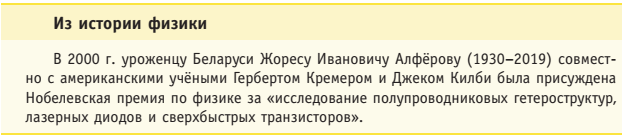 Из истории физики
В 2000 г. уроженцу Беларуси Жоресу Ивановичу Алфёрову (1930–2019) совмест-
но с американскими учёными Гербертом Кремером и Джеком Килби была присуждена
Нобелевская премия по физике за «исследование полупроводниковых гетероструктур,
лазерных диодов и сверхбыстрых транзисторов».